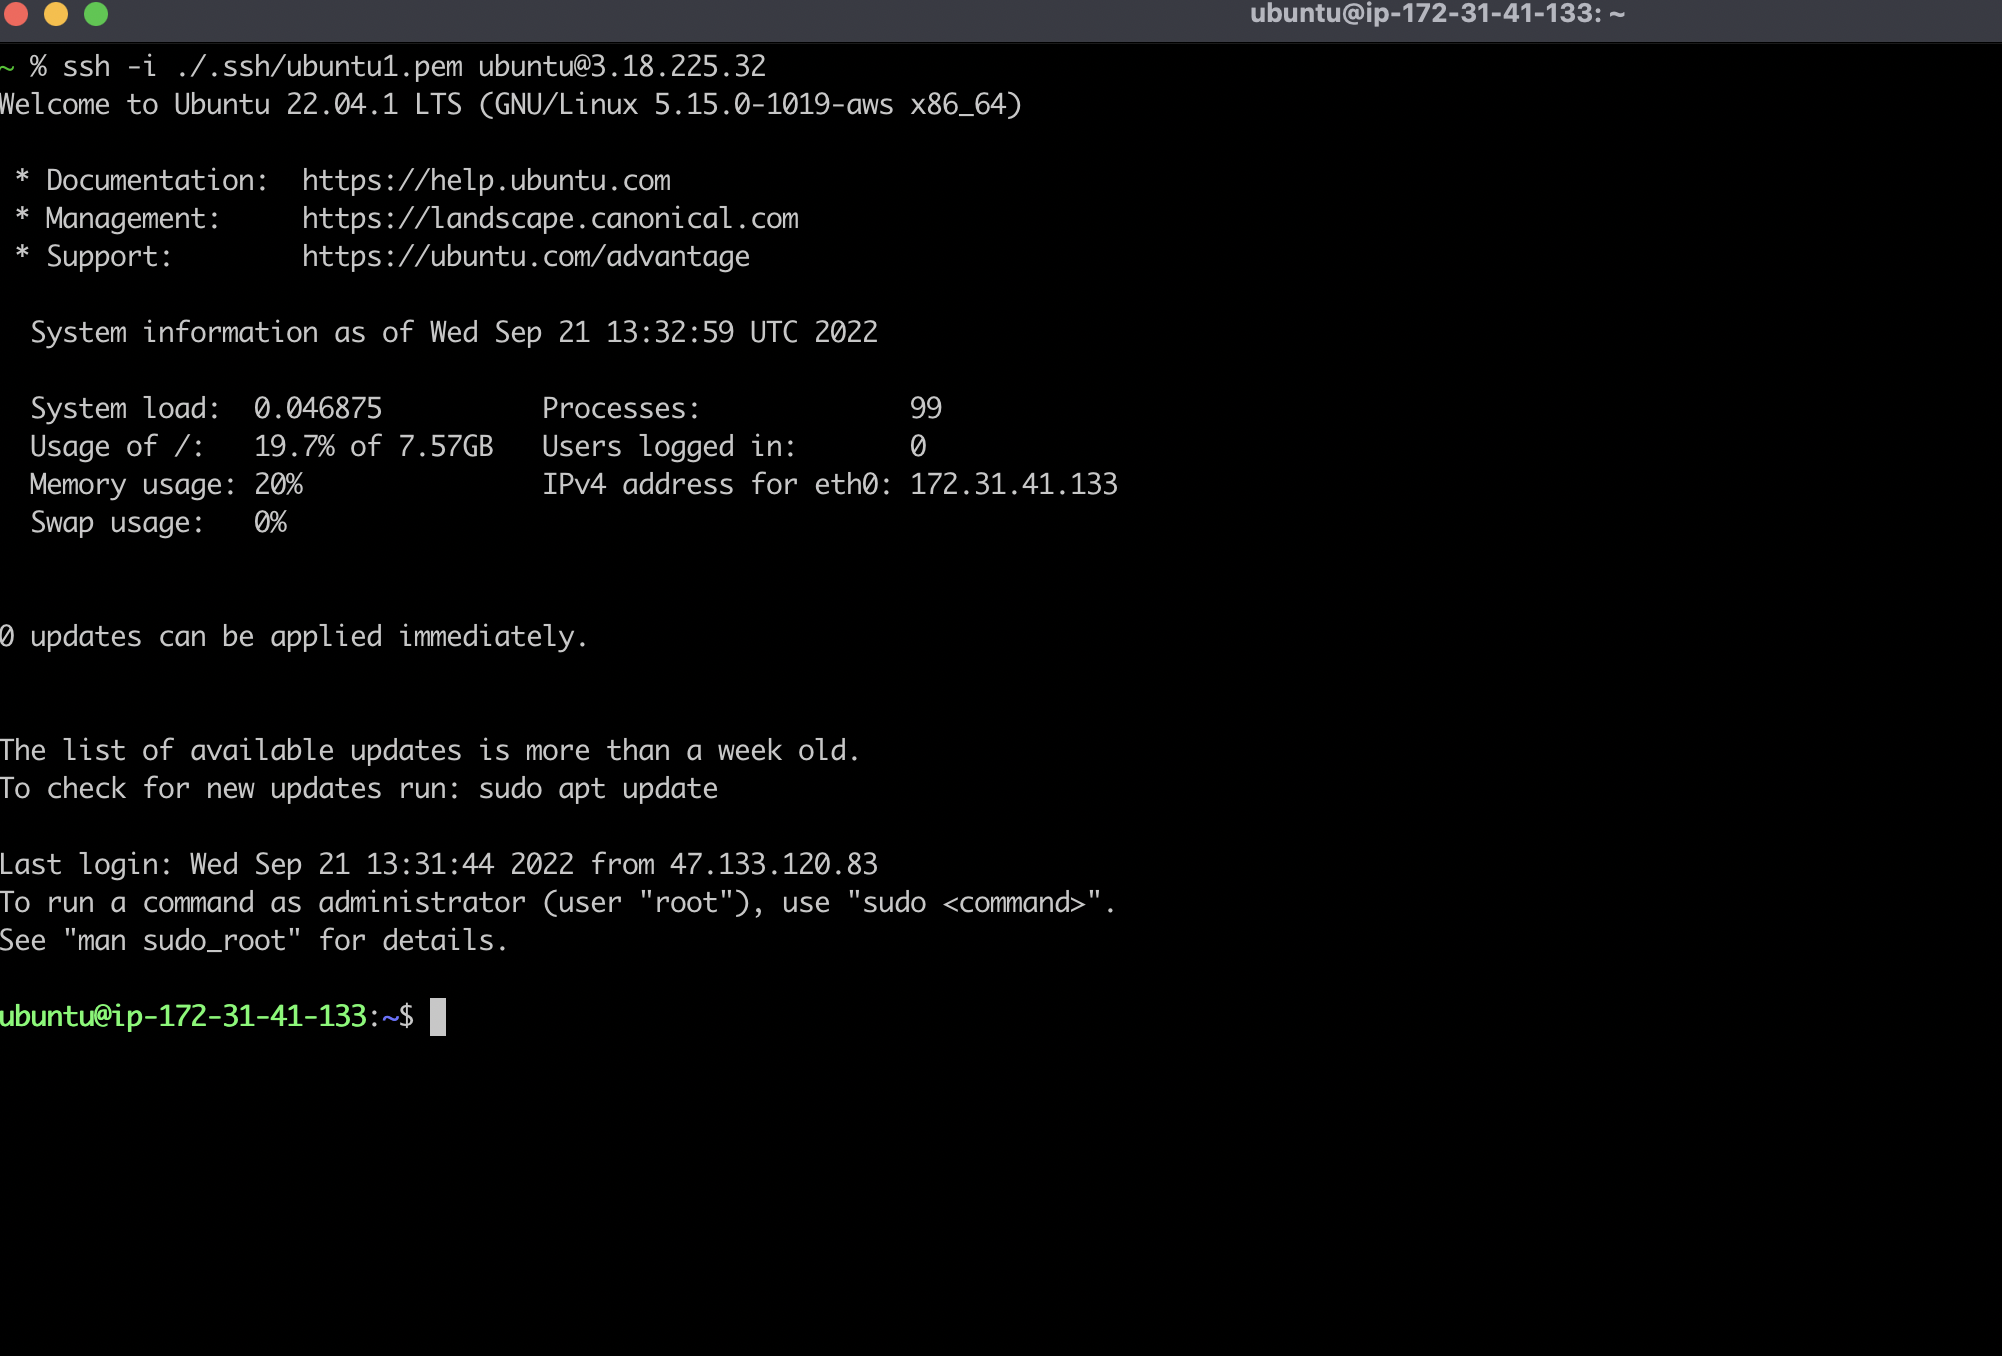 ubuntu@ip-172-31-41-133: ~
~ % ssh -i ./.ssh/ubuntu1.pem ubuntu@3.18.225.32
Welcome to Ubuntu 22.04.1 LTS (GNU/Linux 5.15.0-1019-aws x86_64)
* Documentation:  https://help.ubuntu.com
* Management:     https://landscape.canonical.com
* Support:        https://ubuntu.com/advantage
System information as of Wed Sep 21 13:32:59 UTC 2022
System load:  0.046875          Processes:             99
Usage of /:   19.7% of 7.57GB   Users logged in:       0
Memory usage: 20%               IPv4 address for eth0: 172.31.41.133
Swap usage:   0%
0 updates can be applied immediately.
The list of available updates is more than a week old.
To check for new updates run: sudo apt update
Last login: Wed Sep 21 13:31:44 2022 from 47.133.120.83
To run a command as administrator (user "root"), use "sudo <command>".
See "man sudo_root" for details.
ubuntu@ip-172-31-41-133:~$